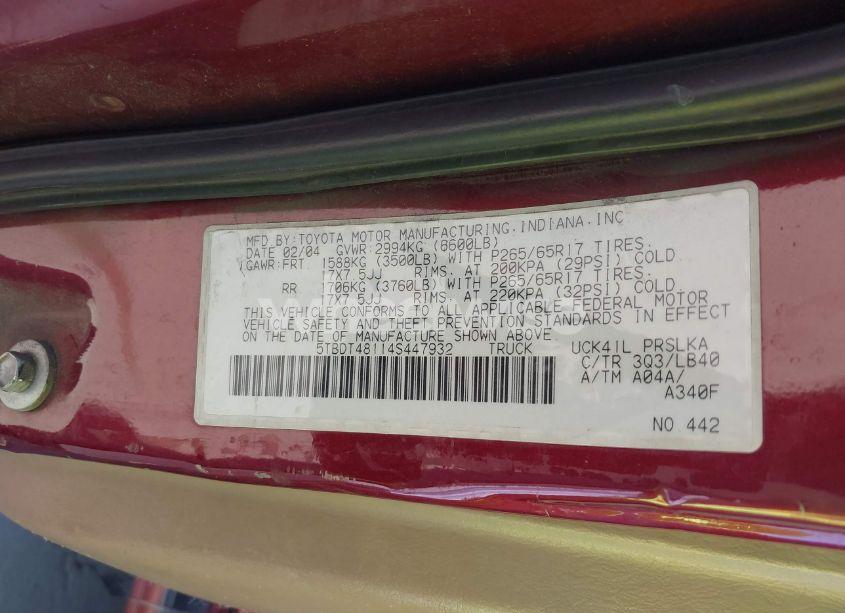 MFD BY:TOYOTA MOTOR MANUFACTURING.INDIANA.INC
DATE 02/04 GVWR 2994KG (6600LB)
GAWR:FRT. 1588KG (3500LB) WITH P265/65R17 TIRES.
17X7.5JJ RIMS. AT 200KPA (29PSI) COLD
RR 1706KG (3760LB) WITH P265/65R17 TIRES.
17X7.5JJ RIMS. AT 220KPA (32PSI) COLD
THIS VEHICLE CONFORMS TO ALL APPLICABLE FEDERAL MOTOR
VEHICLE SAFETY AND THEFT PREVENTION STANDARDS IN EFFECT
ON THE DATE OF MANUFACTURE SHOWN ABOVE
5TBDT48114S447932 TRUCK UCK41L PRSLKA
C/TR 3Q3/LB40
A/TM A04A/
A340F
NO 442